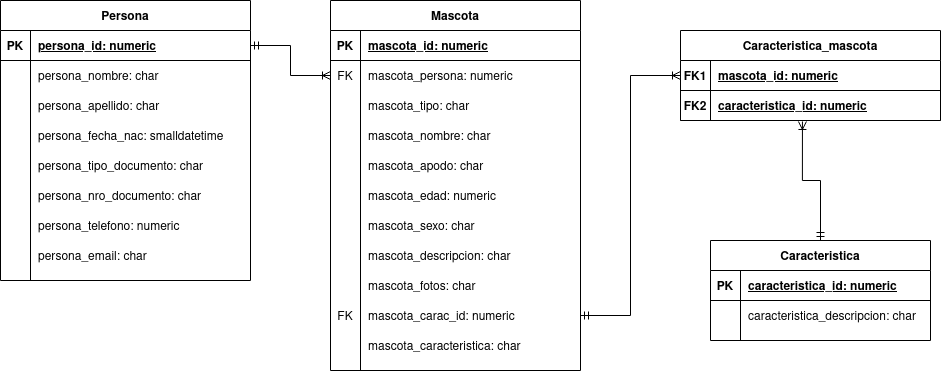 Persona
PK persona_id: numeric
persona_nombre: char
persona_apellido: char
persona_fecha_nac: smalldatetime
persona_tipo_documento: char
persona_nro_documento: char
persona_telefono: numeric
persona_email: char
Mascota
PK mascota_id: numeric
FK mascota_persona: numeric
mascota_tipo: char
mascota_nombre: char
mascota_apodo: char
mascota_edad: numeric
mascota_sexo: char
mascota_descripcion: char
mascota_fotos: char
FK mascota_carac_id: numeric
mascota_caracteristica: char
Caracteristica_mascota
FK1 mascota_id: numeric
FK2 caracteristica_id: numeric
Caracteristica
PK caracteristica_id: numeric
caracteristica_descripcion: char